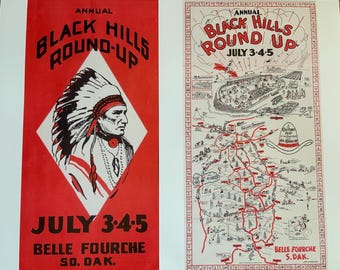 ANNUAL
BLACK HILLS
ROUND-UP
JULY 3-4-5
BELLE FOURCHE
SO. DAK.
ANNUAL
BLACK HILLS
ROUND UP
JULY 3-4-5
BELLE FOURCHE
S. DAK.